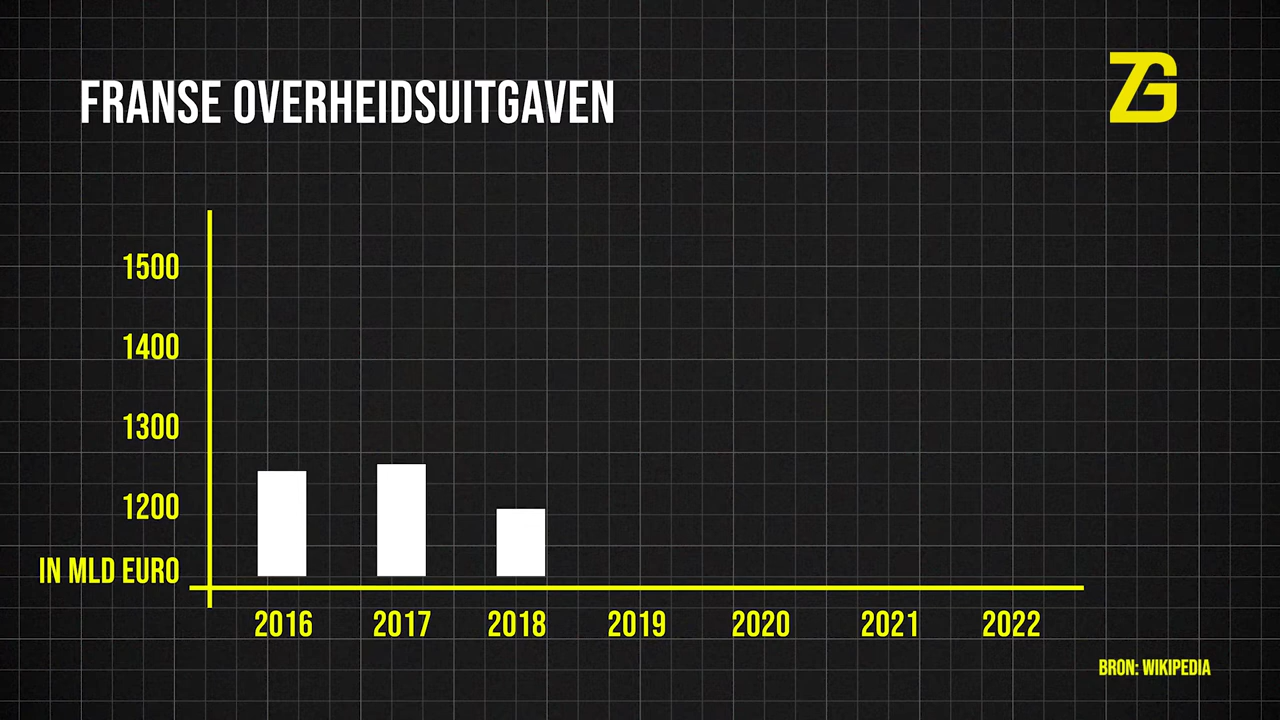 FRANSE OVERHEIDSUITGAVEN
ZG
1500
1400
1300
1200
IN MLD EURO
2016 2017 2018 2019 2020 2021 2022
BRON: WIKIPEDIA